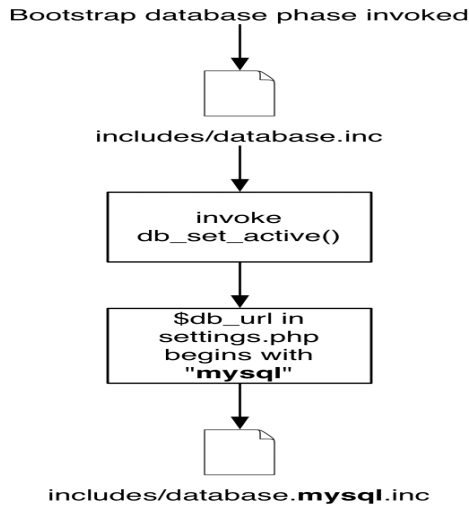 Bootstrap database phase invoked
includes/database.inc
invoke
db_set_active()
$db_url in
settings.php
begins with
"mysql"
includes/database.mysql.inc